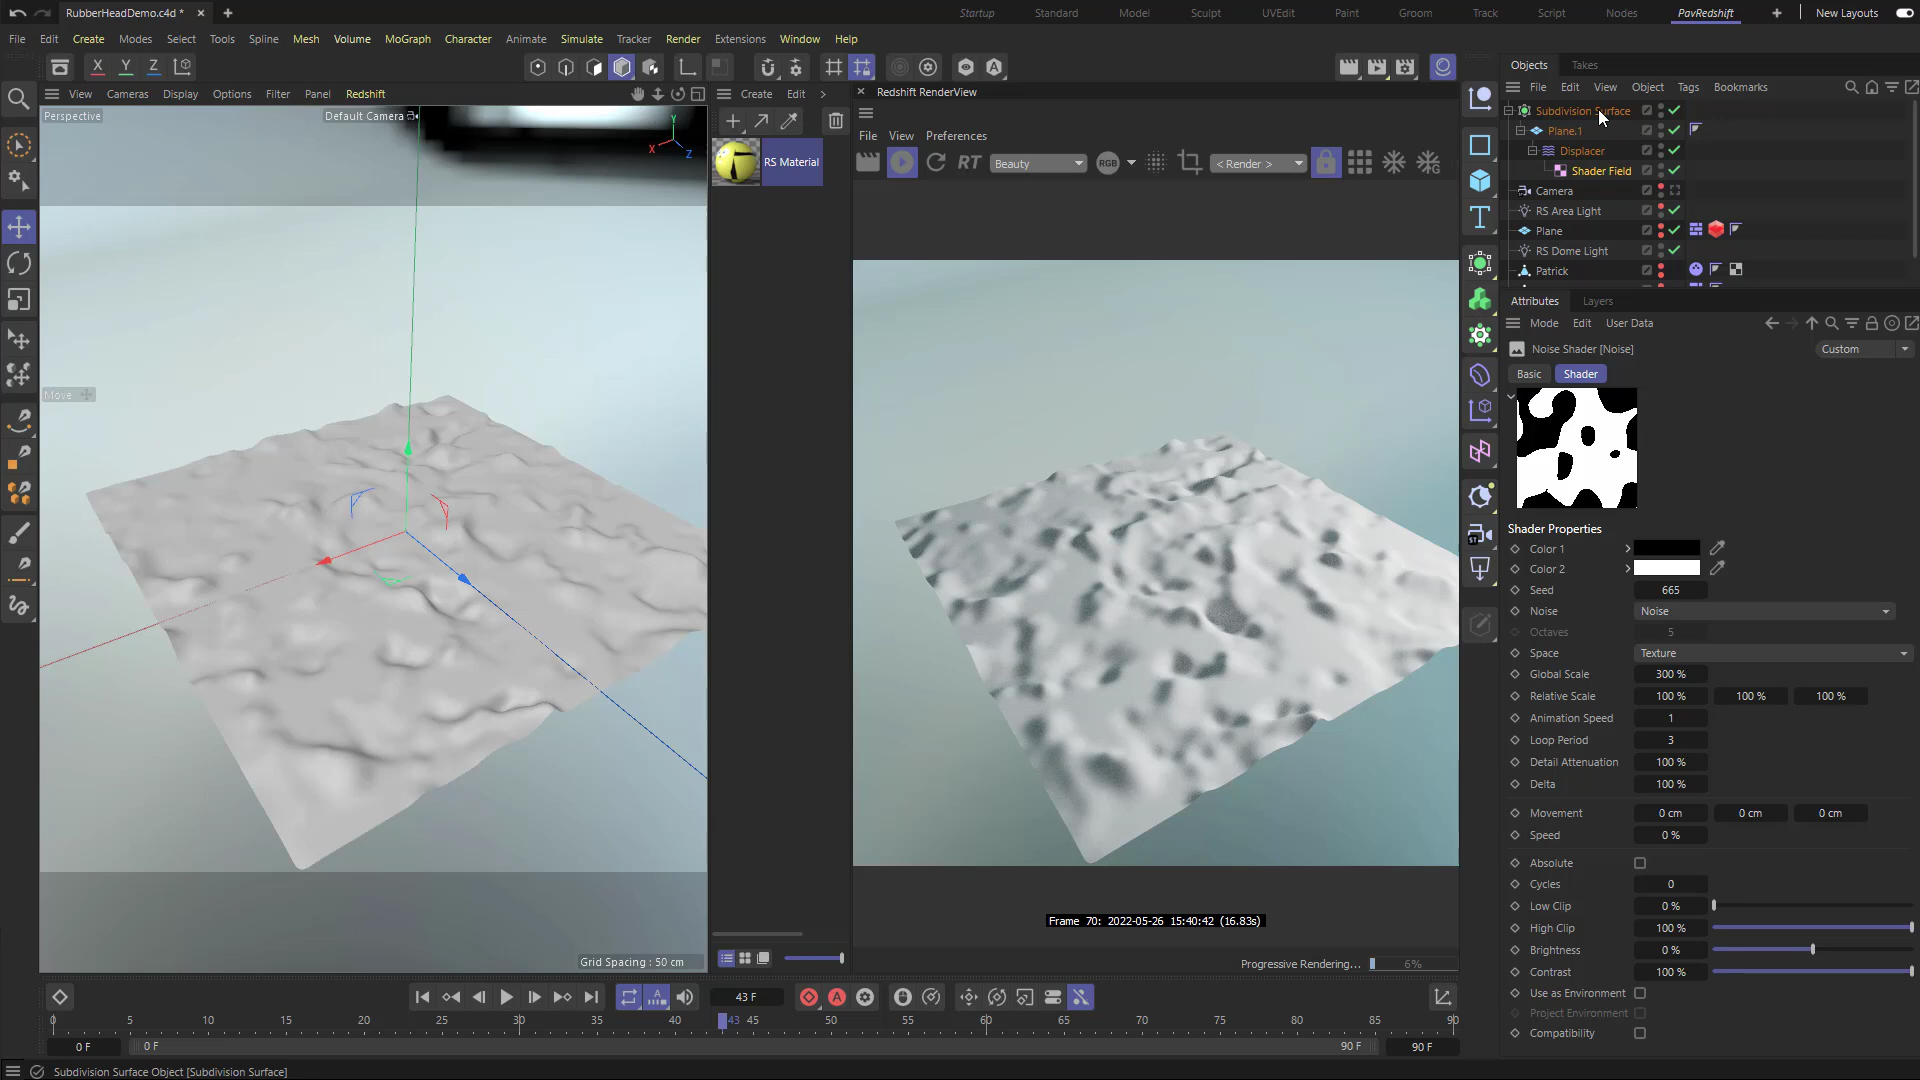 RubberHeadDemo.c4d *
Startup
Standard
Model
Sculpt
UVEdit
Paint
Groom
Track
Script
Nodes
PavRedshift
New Layouts
File
Edit
Create
Modes
Select
Tools
Spline
Mesh
Volume
MoGraph
Character
Animate
Simulate
Tracker
Render
Extensions
Window
Help
X
Y
Z
View
Cameras
Display
Options
Filter
Panel
Redshift
Perspective
Default Camera
Y
X
Z
Move
Grid Spacing : 50 cm
Create
Edit
RS Material
Redshift RenderView
File
View
Preferences
RT
Beauty
RGB
< Render >
Frame 70: 2022-05-26 15:40:42 (16.83s)
Progressive Rendering...
6%
Objects
Takes
File
Edit
View
Object
Tags
Bookmarks
Subdivision Surface
Plane.1
Displacer
Shader Field
Camera
RS Area Light
Plane
RS Dome Light
Patrick
Attributes
Layers
Mode
Edit
User Data
Noise Shader [Noise]
Custom
Basic
Shader
Shader Properties
Color 1
Color 2
Seed
665
Noise
Noise
Octaves
5
Space
Texture
Global Scale
300 %
Relative Scale
100 %
100 %
100 %
Animation Speed
1
Loop Period
3
Detail Attenuation
100 %
Delta
100 %
Movement
0 cm
0 cm
0 cm
Speed
0 %
Absolute
Cycles
0
Low Clip
0 %
High Clip
100 %
Brightness
0 %
Contrast
100 %
Use as Environment
Project Environment
Compatibility
43 F
0
5
10
15
20
25
30
35
40
43
45
50
55
60
65
70
75
80
85
90
0 F
0 F
90 F
90 F
Subdivision Surface Object [Subdivision Surface]